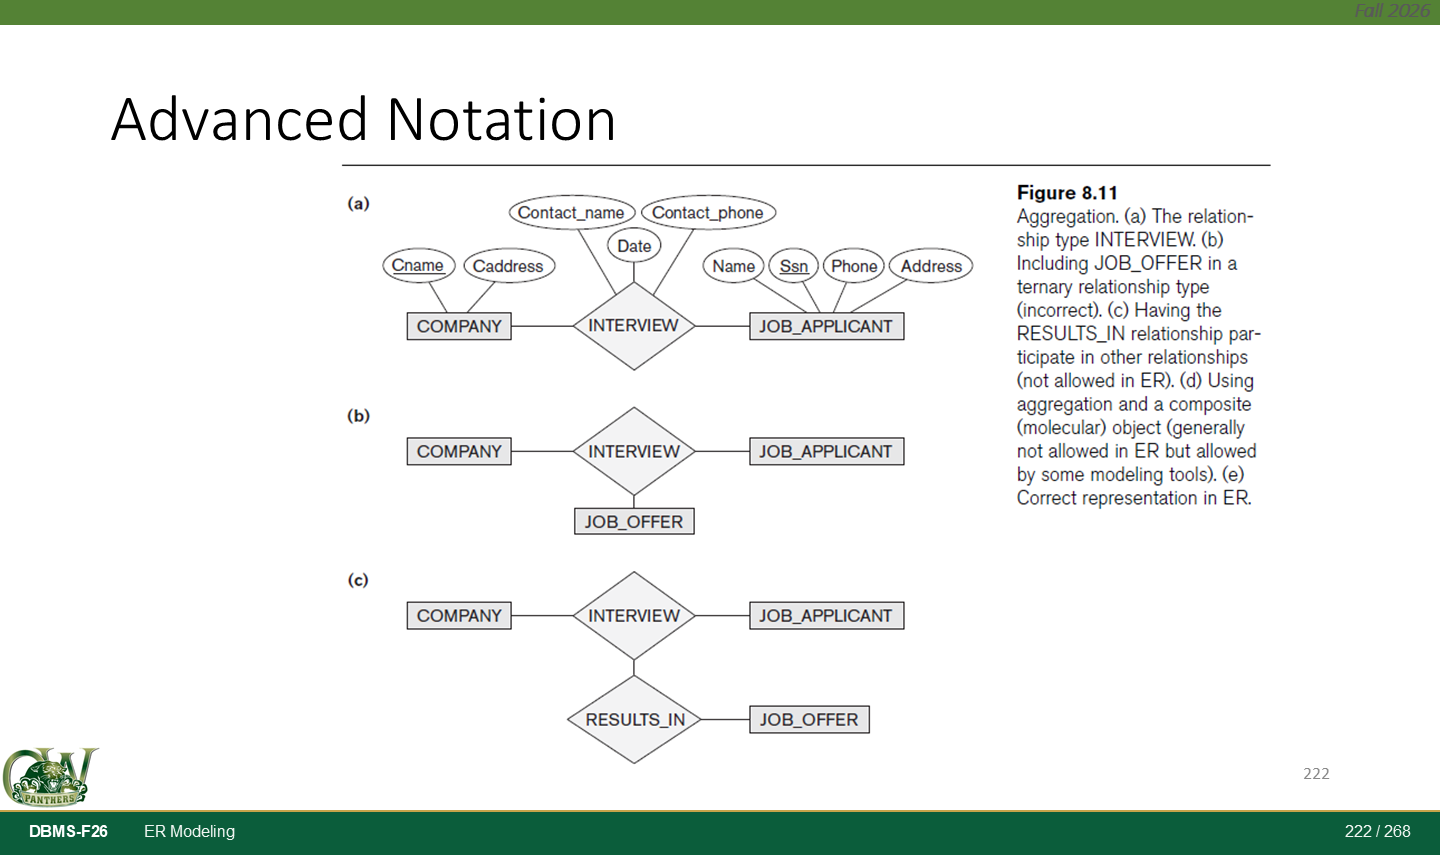 Fall 2026
Advanced Notation
(a)
Contact_name Contact_phone
Date
Cname Caddress Name Ssn Phone Address
COMPANY INTERVIEW JOB_APPLICANT
(b)
COMPANY INTERVIEW JOB_APPLICANT
JOB_OFFER
(c)
COMPANY INTERVIEW JOB_APPLICANT
RESULTS_IN JOB_OFFER
Figure 8.11
Aggregation. (a) The relation-
ship type INTERVIEW. (b)
Including JOB_OFFER in a
ternary relationship type
(incorrect). (c) Having the
RESULTS_IN relationship par-
ticipate in other relationships
(not allowed in ER). (d) Using
aggregation and a composite
(molecular) object (generally
not allowed in ER but allowed
by some modeling tools). (e)
Correct representation in ER.
222
OW
PANTHERS
DBMS-F26 ER Modeling 222 / 268